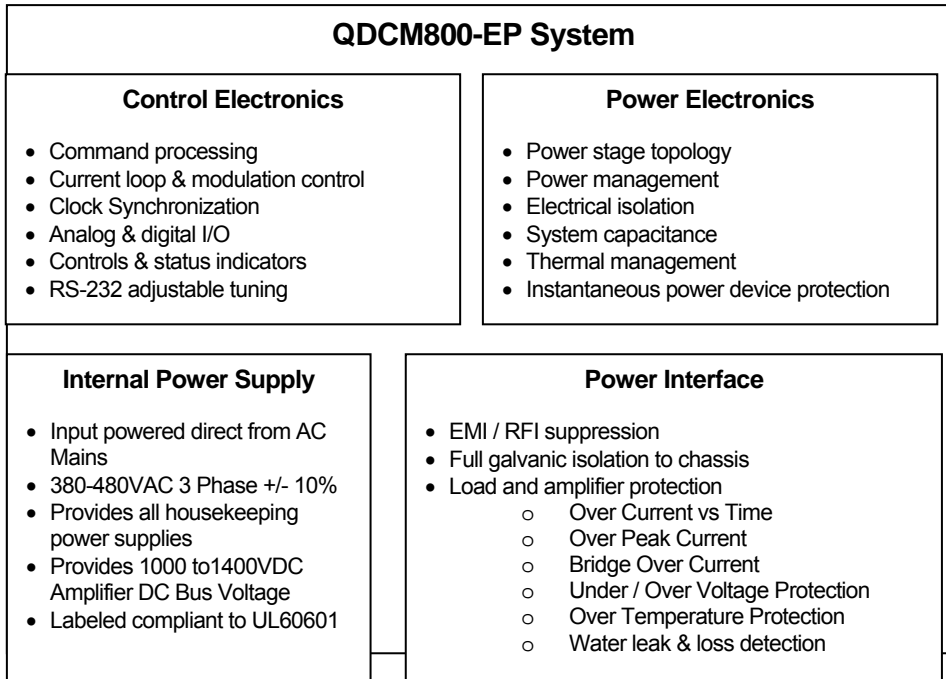 QDCM800-EP System
Control Electronics
• Command processing
• Current loop & modulation control
• Clock Synchronization
• Analog & digital I/O
• Controls & status indicators
• RS-232 adjustable tuning
Power Electronics
• Power stage topology
• Power management
• Electrical isolation
• System capacitance
• Thermal management
• Instantaneous power device protection
Internal Power Supply
• Input powered direct from AC
Mains
• 380-480VAC 3 Phase +/- 10%
• Provides all housekeeping
power supplies
• Provides 1000 to1400VDC
Amplifier DC Bus Voltage
• Labeled compliant to UL60601
Power Interface
• EMI / RFI suppression
• Full galvanic isolation to chassis
• Load and amplifier protection
o Over Current vs Time
o Over Peak Current
o Bridge Over Current
o Under / Over Voltage Protection
o Over Temperature Protection
o Water leak & loss detection